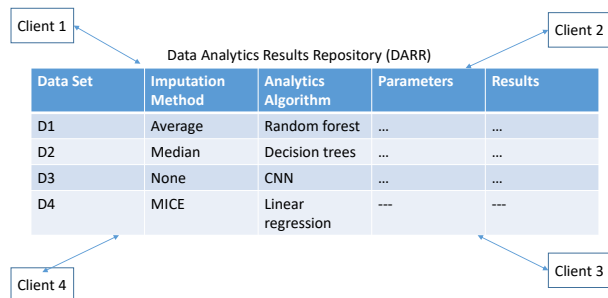 Client 1
Client 2
Data Analytics Results Repository (DARR)
Data Set Imputation Method Analytics Algorithm Parameters Results
D1 Average Random forest … …
D2 Median Decision trees … …
D3 None CNN … …
D4 MICE Linear regression --- ---
Client 4
Client 3